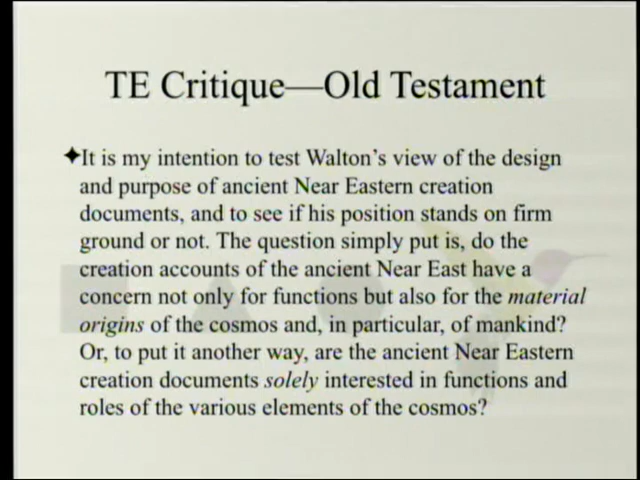 TE Critique—Old Testament
✦It is my intention to test Walton's view of the design
and purpose of ancient Near Eastern creation
documents, and to see if his position stands on firm
ground or not. The question simply put is, do the
creation accounts of the ancient Near East have a
concern not only for functions but also for the material
origins of the cosmos and, in particular, of mankind?
Or, to put it another way, are the ancient Near Eastern
creation documents solely interested in functions and
roles of the various elements of the cosmos?